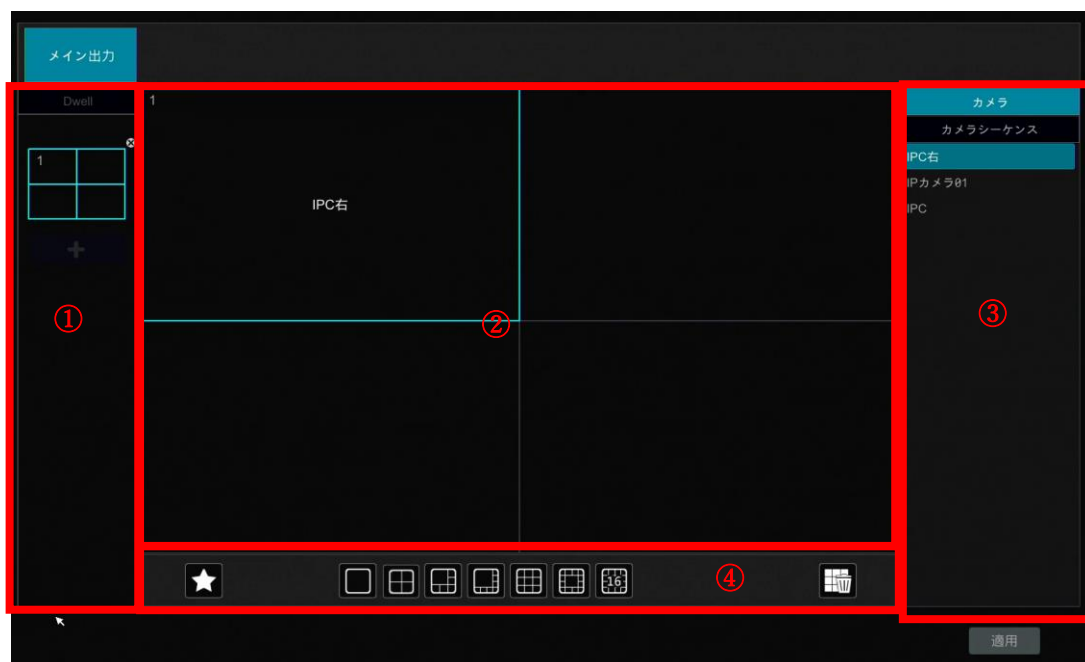 メイン出力
Dwell
1
1
IPC右
カメラ
カメラシーケンス
IPC右
IPカメラ01
IPC
①
②
③
16
④
適用